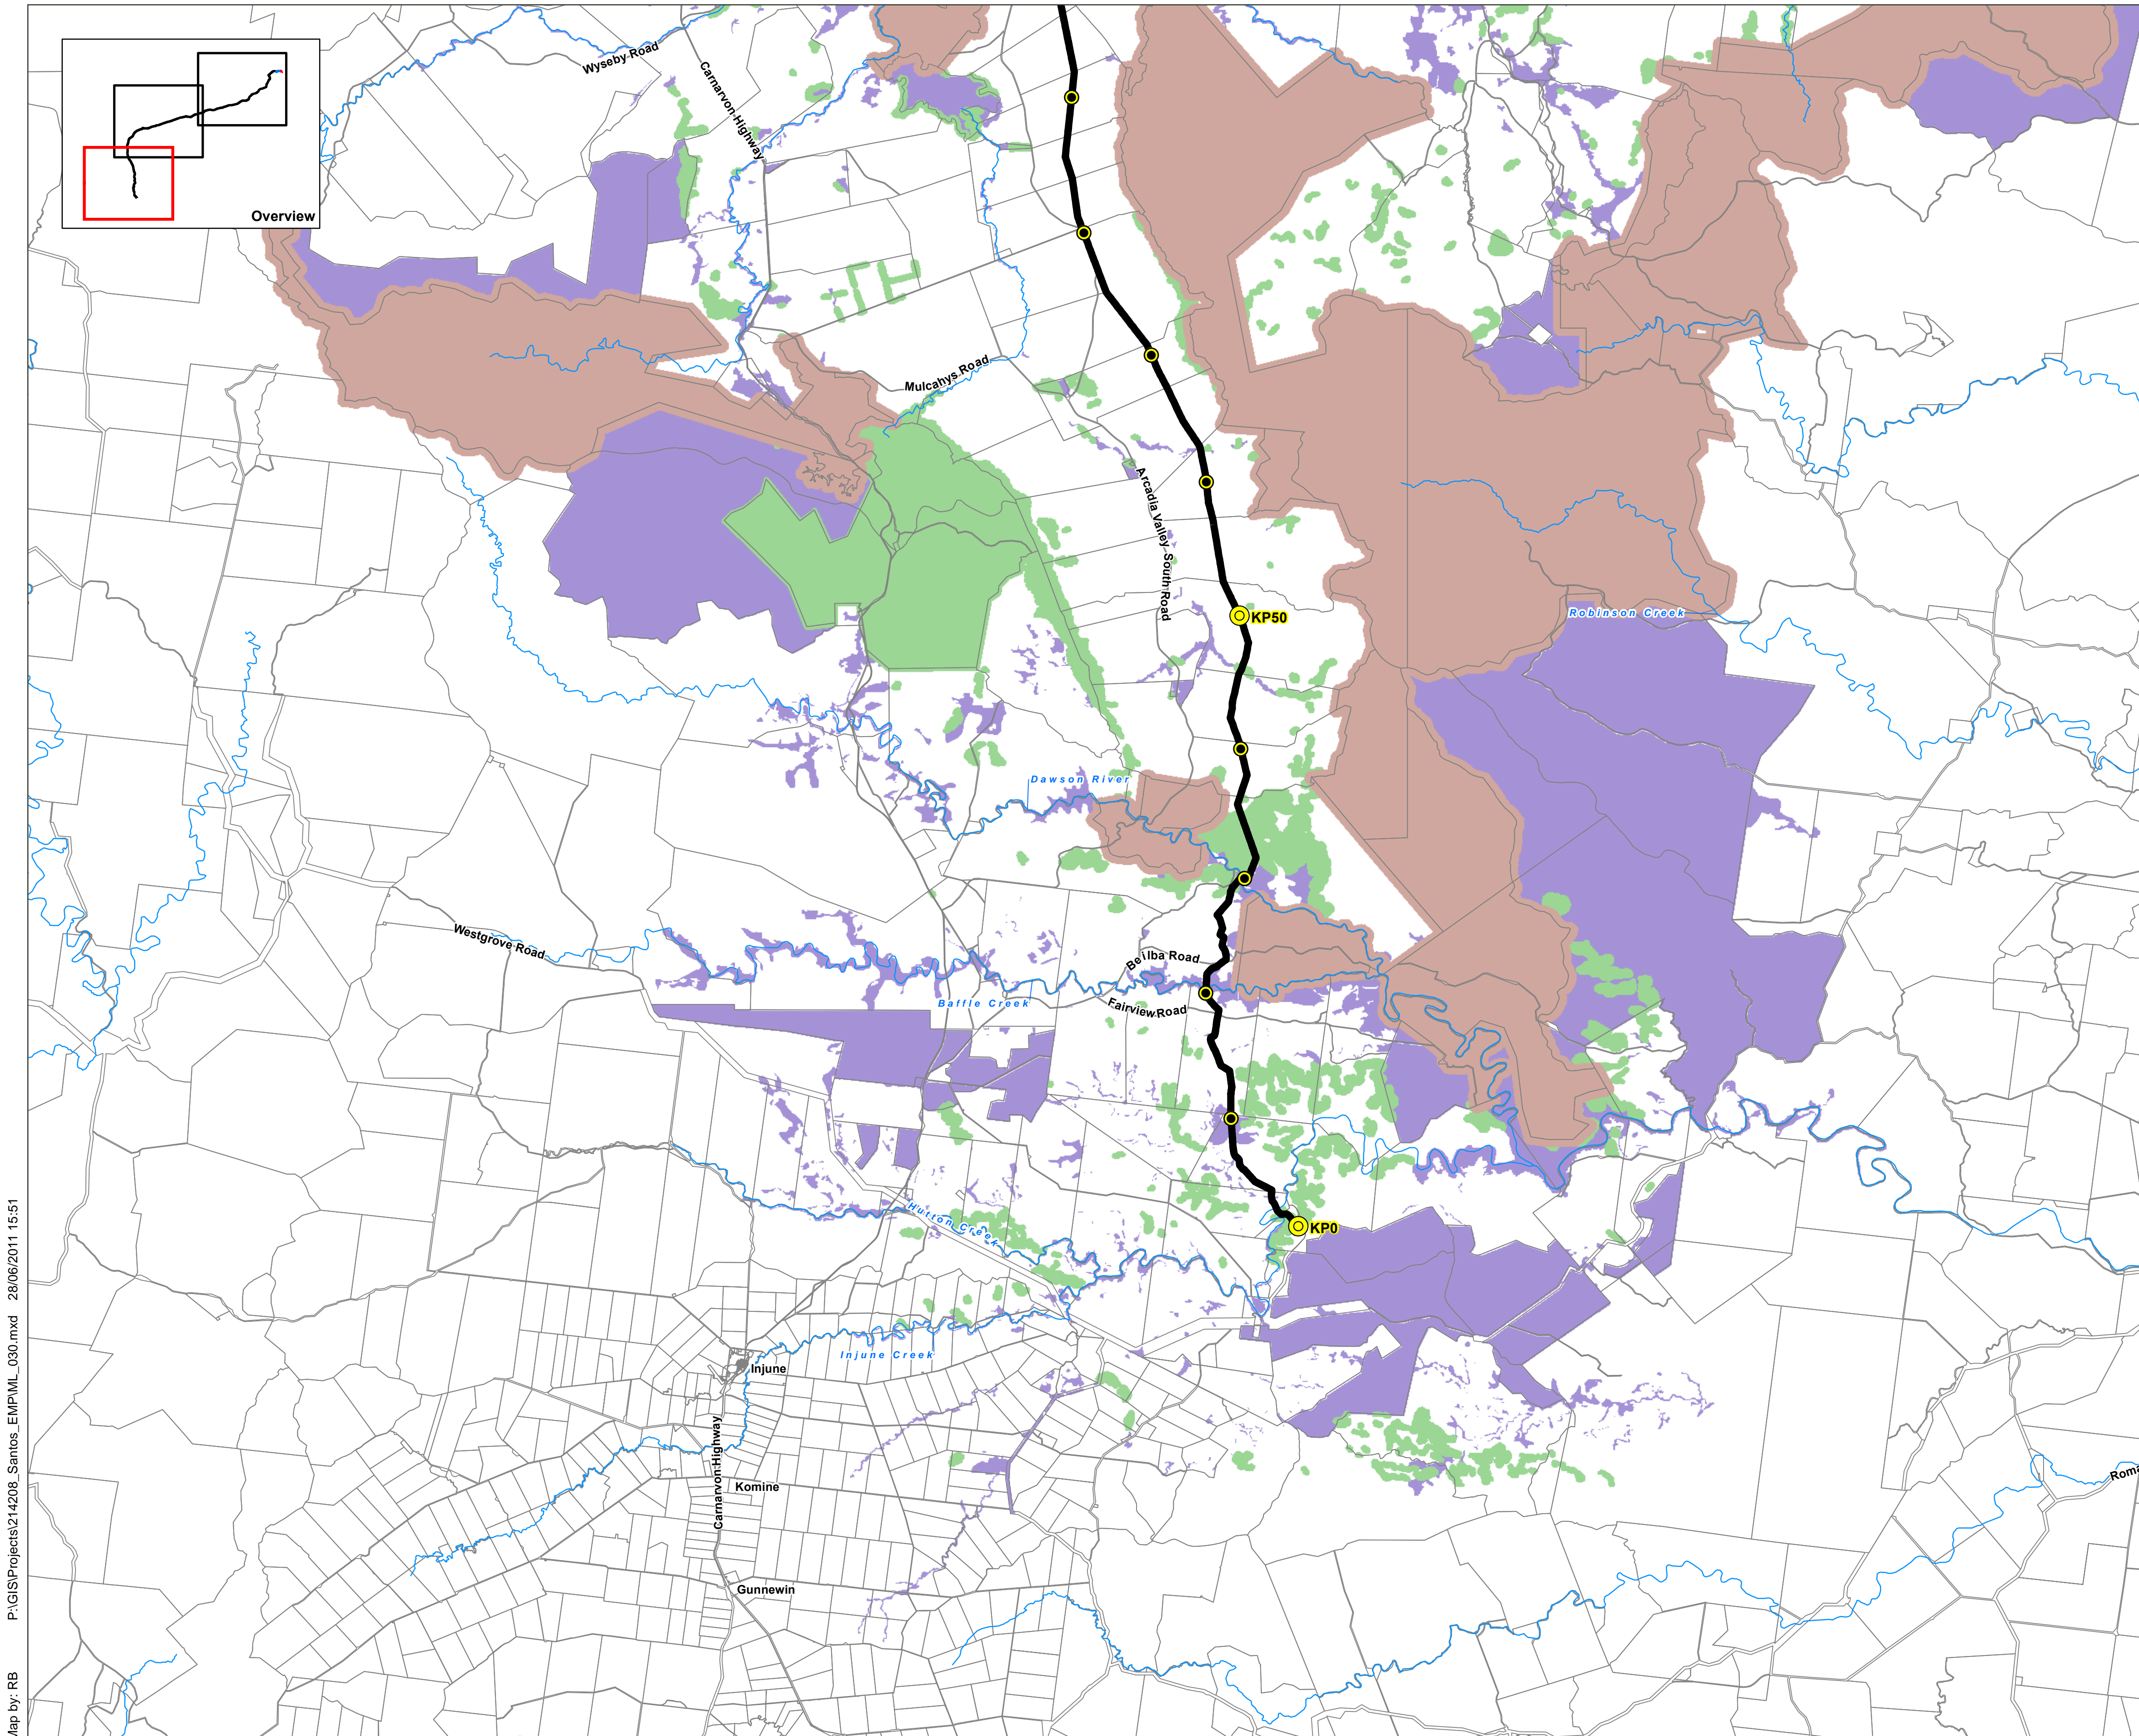 Wyseby Road
Carnarvon Highway
Overview
Mulcahys Road
Arcadia Valley South Road
KP50
Robinson Creek
Dawson River
Westgrove Road
Beilba Road
Baffle Creek
Fairview Road
Hutton Creek
KP0
Injune Creek
Injune
Carnarvon Highway
Komine
Roma
Gunnewin
Map by: RB
P:\GIS\Projects\214208_Santos_EMP\ML_030.mxd 28/06/2011 15:51